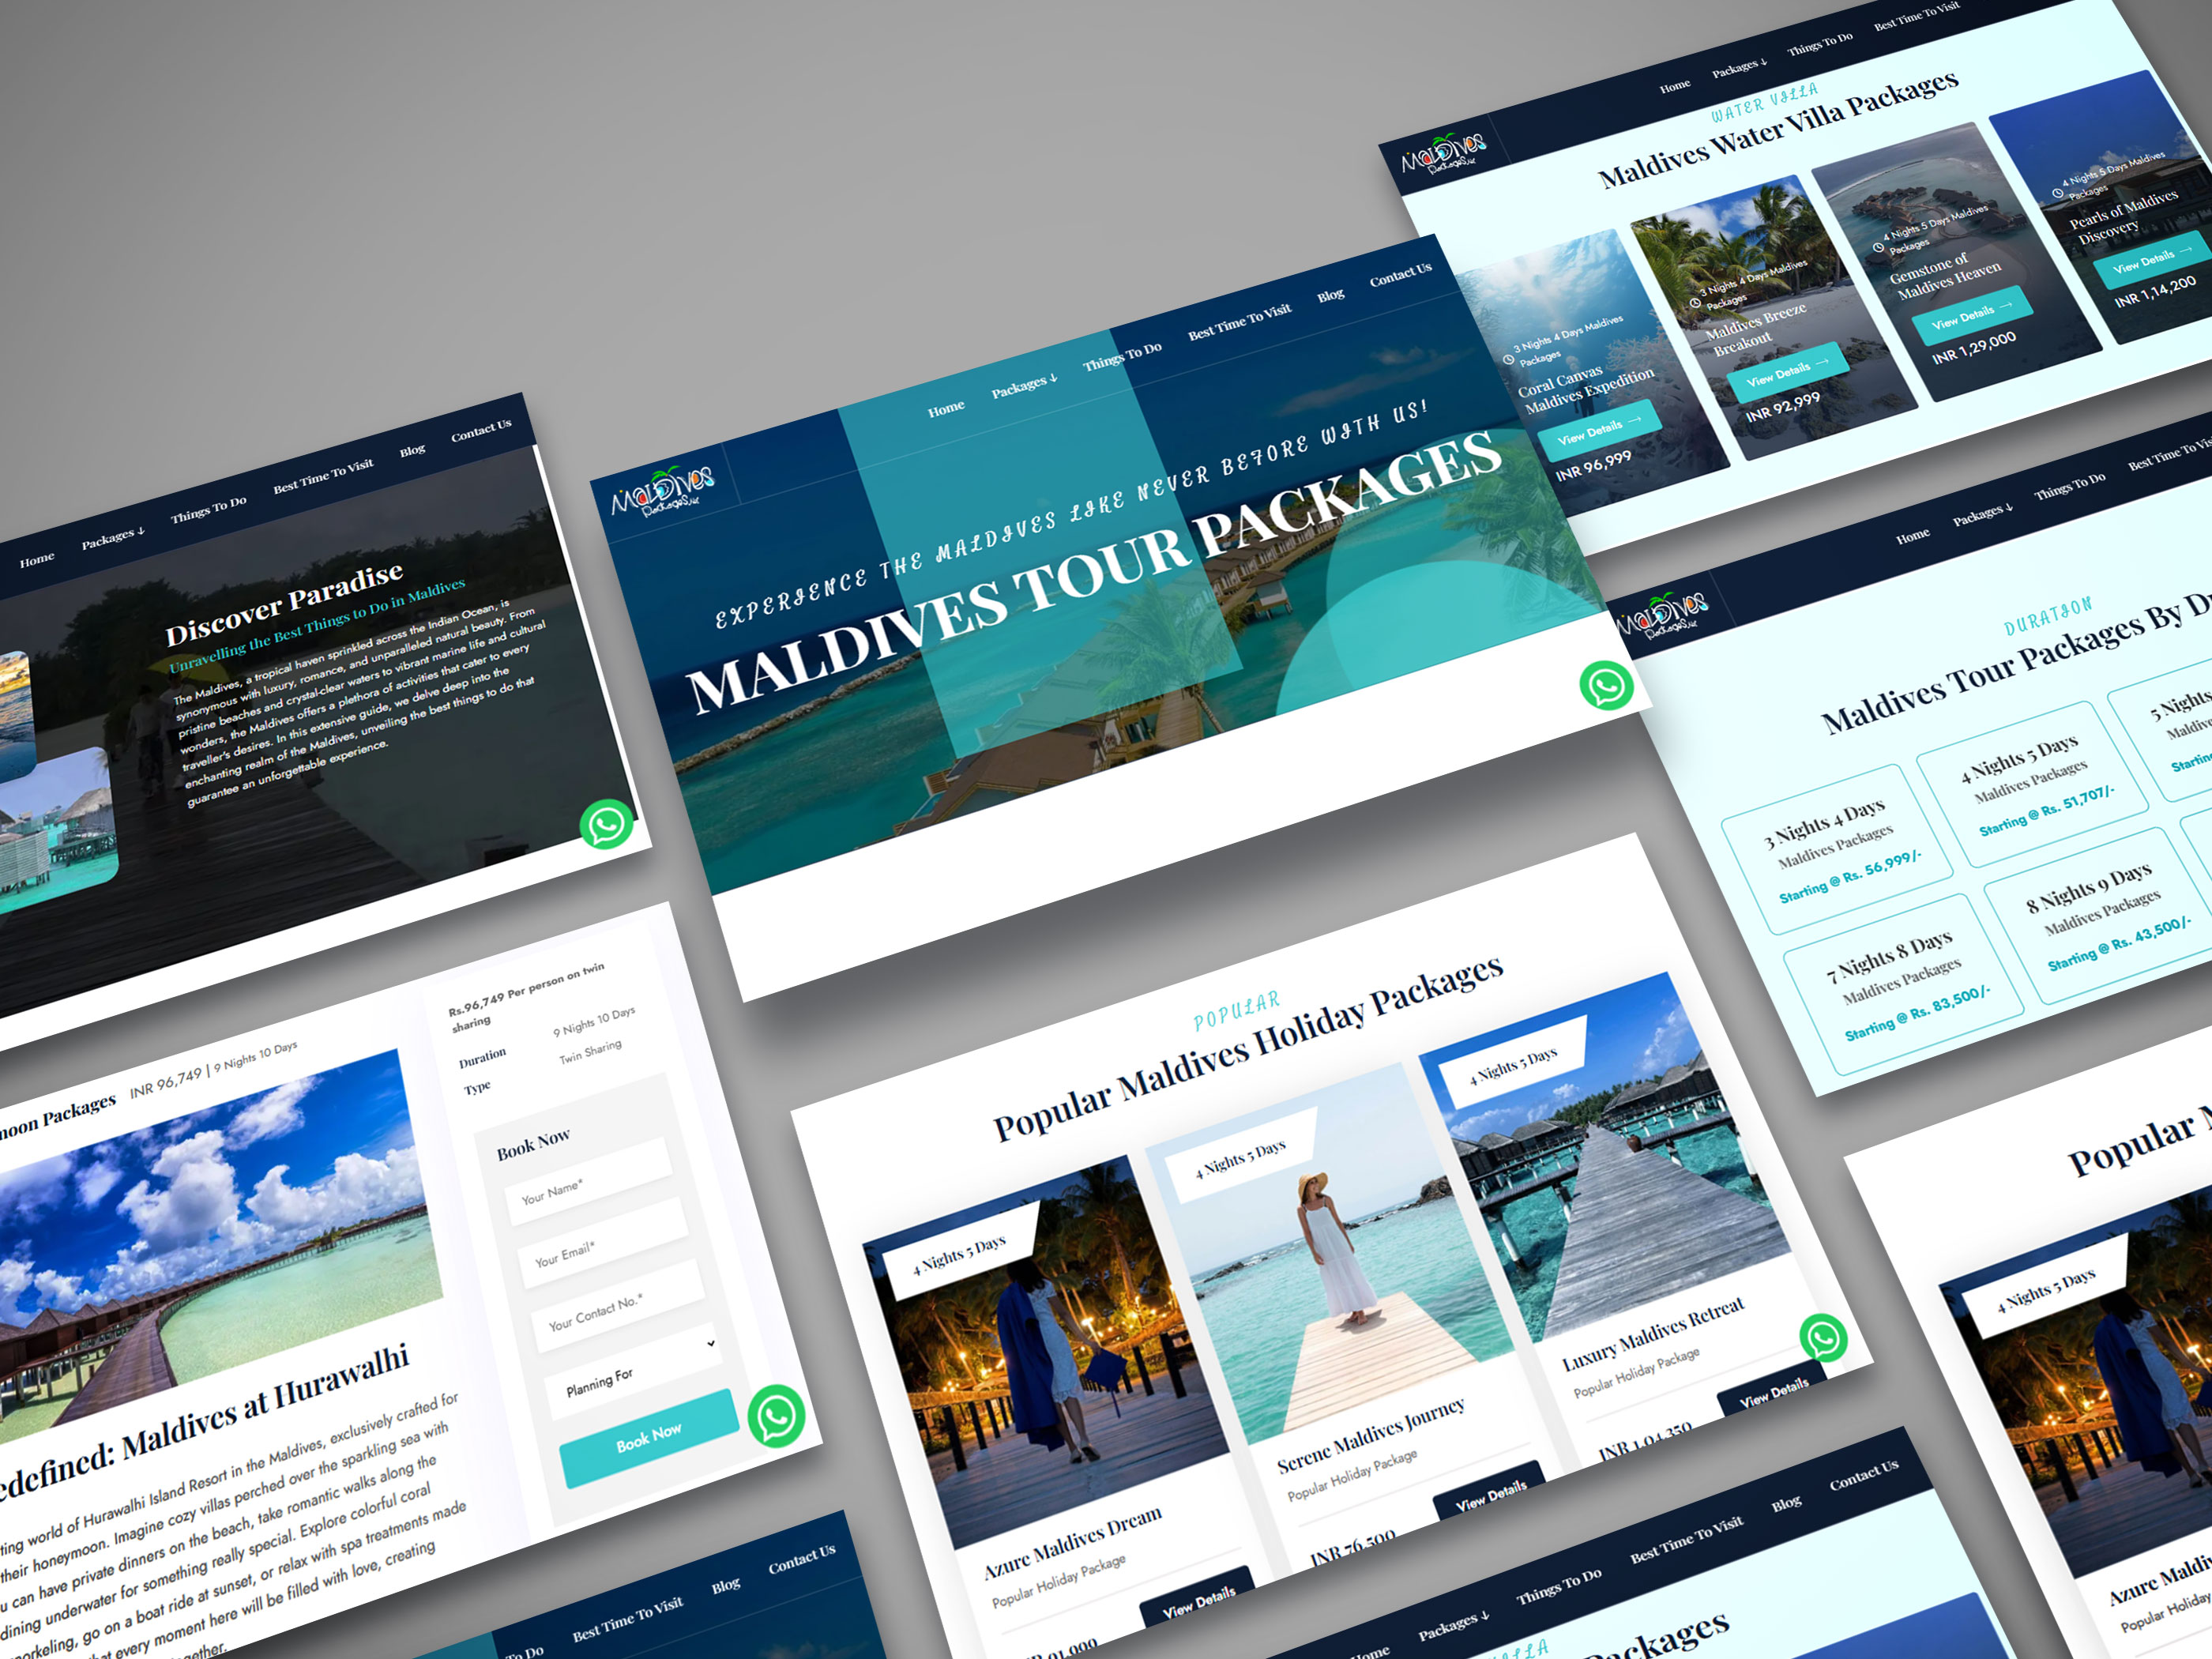 Home
Packages ↓
Things To Do
Best Time To Visit
MALDIVES
Packages.net
WATER VILLA
Maldives Water Villa Packages
3 Nights 4 Days Maldives
Packages
Coral Canvas
Maldives Expedition
View Details →
INR 96,999
3 Nights 4 Days Maldives
Packages
Maldives Breeze
Breakout
View Details →
INR 92,999
4 Nights 5 Days Maldives
Packages
Gemstone of
Maldives Heaven
View Details →
INR 1,29,000
4 Nights 5 Days Maldives
Packages
Pearls of Maldives
Discovery
View Details →
INR 1,14,200
MALDIVES
Packages.net
Home
Packages ↓
Things To Do
Best Time To Visit
Blog
Contact Us
EXPERIENCE THE MALDIVES LIKE NEVER BEFORE WITH US!
MALDIVES TOUR PACKAGES
Home
Packages ↓
Things To Do
Best Time To Visit
Blog
Contact Us
Discover Paradise
Unravelling the Best Things to Do in Maldives
The Maldives, a tropical haven sprinkled across the Indian Ocean, is
synonymous with luxury, romance, and unparalleled natural beauty. From
pristine beaches and crystal-clear waters to vibrant marine life and cultural
wonders, the Maldives offers a plethora of activities that cater to every
traveller's desires. In this extensive guide, we delve deep into the
enchanting realm of the Maldives, unveiling the best things to do that
guarantee an unforgettable experience.
MALDIVES
Packages.net
Home
Packages ↓
Things To Do
Best Time To Vis
DURATION
Maldives Tour Packages By D
3 Nights 4 Days
Maldives Packages
Starting @ Rs. 56,999/-
4 Nights 5 Days
Maldives Packages
Starting @ Rs. 51,707/-
5 Nights
Maldiv
Startin
7 Nights 8 Days
Maldives Packages
Starting @ Rs. 83,500/-
8 Nights 9 Days
Maldives Packages
Starting @ Rs. 43,500/-
noon Packages
INR 96,749 | 9 Nights 10 Days
edefined: Maldives at Hurawalhi
ting world of Hurawalhi Island Resort in the Maldives, exclusively crafted for
their honeymoon. Imagine cozy villas perched over the sparkling sea with
u can have private dinners on the beach, take romantic walks along the
dining underwater for something really special. Explore colorful coral
norkeling, go on a boat ride at sunset, or relax with spa treatments made
hat every moment here will be filled with love, creating
ogether.
Rs.96,749 Per person on twin
sharing
Duration
9 Nights 10 Days
Type
Twin Sharing
Book Now
Your Name*
Your Email*
Your Contact No.*
Planning For
Book Now
POPULAR
Popular Maldives Holiday Packages
4 Nights 5 Days
Azure Maldives Dream
Popular Holiday Package
View Details
4 Nights 5 Days
Serene Maldives Journey
Popular Holiday Package
INR 76,500
View Details
4 Nights 5 Days
Luxury Maldives Retreat
Popular Holiday Package
INR 1,04,350
View Details
Popular M
4 Nights 5 Days
Azure Maldi
Popular Holiday
To Do
Best Time To Visit
Blog
Contact Us
Home
Packages ↓
Things To Do
Best Time To Visit
Blog
Contact Us
VILLA
Packages